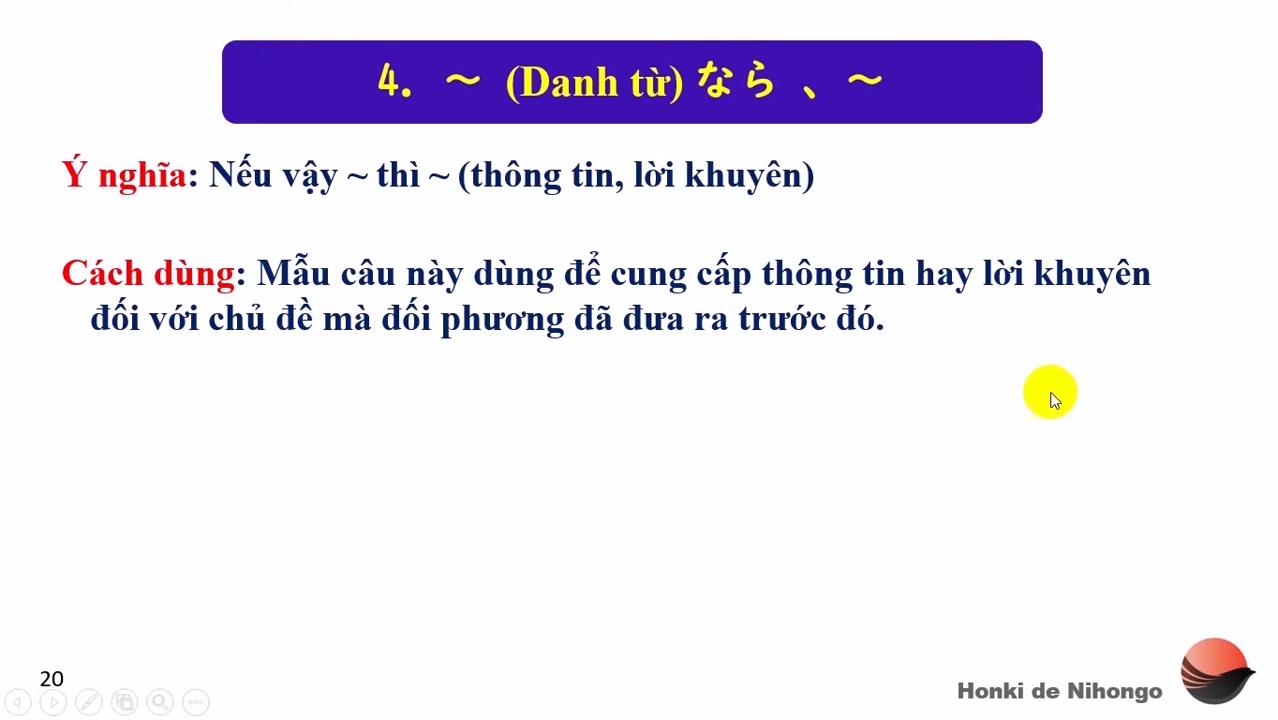 4. ～ (Danh từ) なら 、～
Ý nghĩa: Nếu vậy ~ thì ~ (thông tin, lời khuyên)
Cách dùng: Mẫu câu này dùng để cung cấp thông tin hay lời khuyên
đối với chủ đề mà đối phương đã đưa ra trước đó.
20
Honki de Nihongo